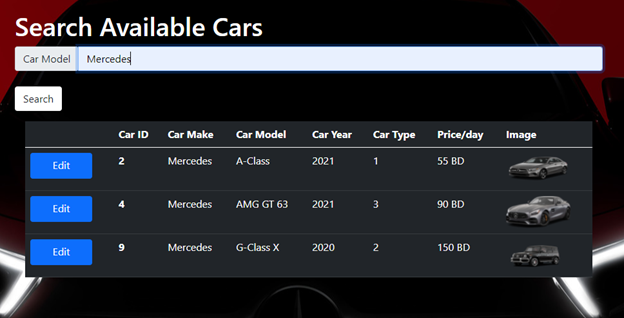 Search Available Cars
Car Model Mercedes
Search
Car ID Car Make Car Model Car Year Car Type Price/day Image
Edit 2 Mercedes A-Class 2021 1 55 BD
Edit 4 Mercedes AMG GT 63 2021 3 90 BD
Edit 9 Mercedes G-Class X 2020 2 150 BD